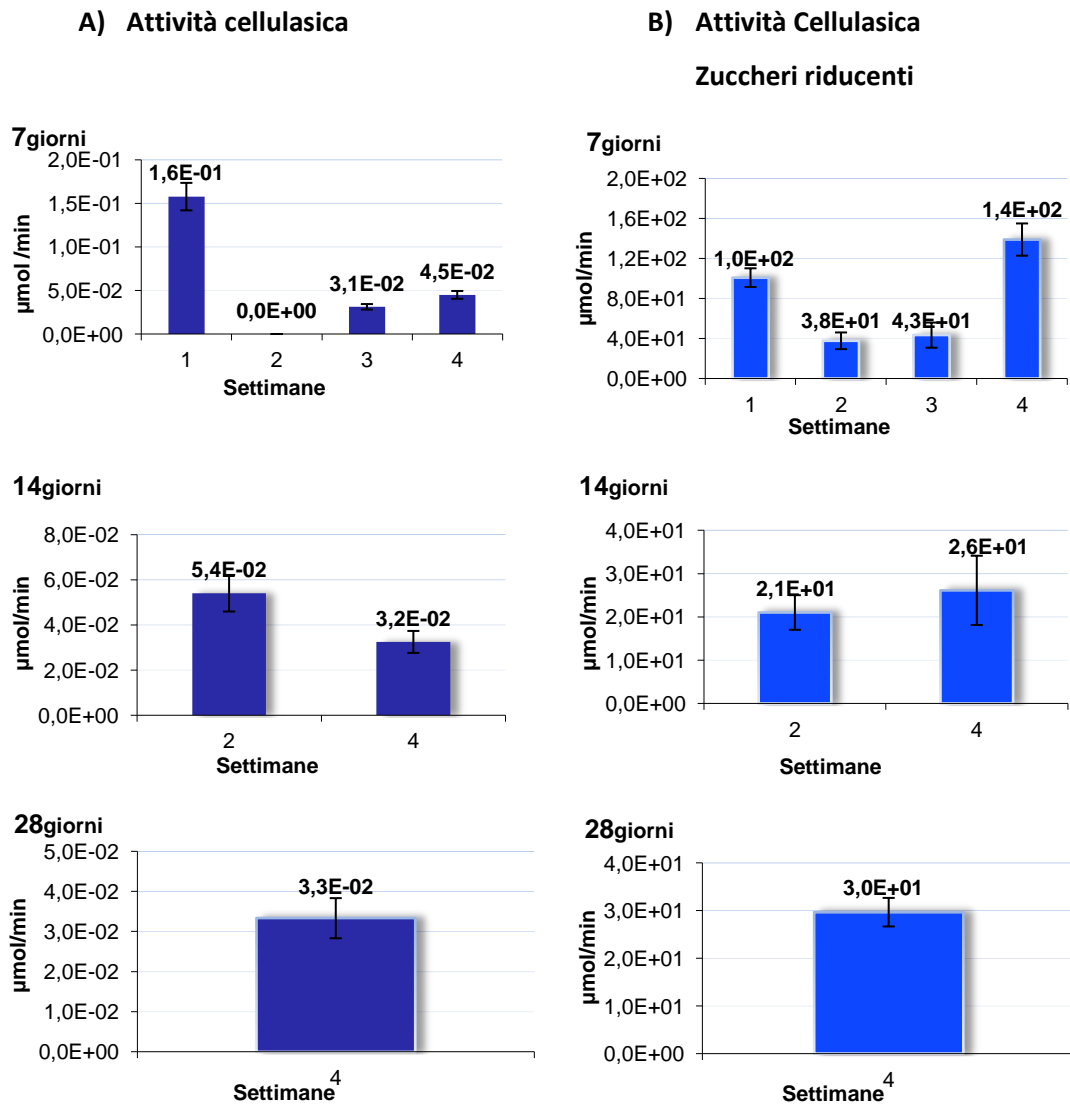 A) Attività cellulasica
B) Attività Cellulasica
Zuccheri riducenti
7giorni
2,0E-01
1,5E-01
1,0E-01
5,0E-02
0,0E+00
µmol /min
1,6E-01
0,0E+00
3,1E-02
4,5E-02
1 2 3 4
Settimane
7giorni
2,0E+02
1,6E+02
1,2E+02
8,0E+01
4,0E+01
0,0E+00
µmol/min
1,0E+02
3,8E+01
4,3E+01
1,4E+02
1 2 3 4
Settimane
14giorni
8,0E-02
6,0E-02
4,0E-02
2,0E-02
0,0E+00
µmol/min
5,4E-02
3,2E-02
2 4
Settimane
14giorni
4,0E+01
3,0E+01
2,0E+01
1,0E+01
0,0E+00
µmol/min
2,1E+01
2,6E+01
2 4
Settimane
28giorni
5,0E-02
4,0E-02
3,0E-02
2,0E-02
1,0E-02
0,0E+00
µmol/min
3,3E-02
4
Settimane
28giorni
4,0E+01
3,0E+01
2,0E+01
1,0E+01
0,0E+00
µmol/min
3,0E+01
4
Settimane